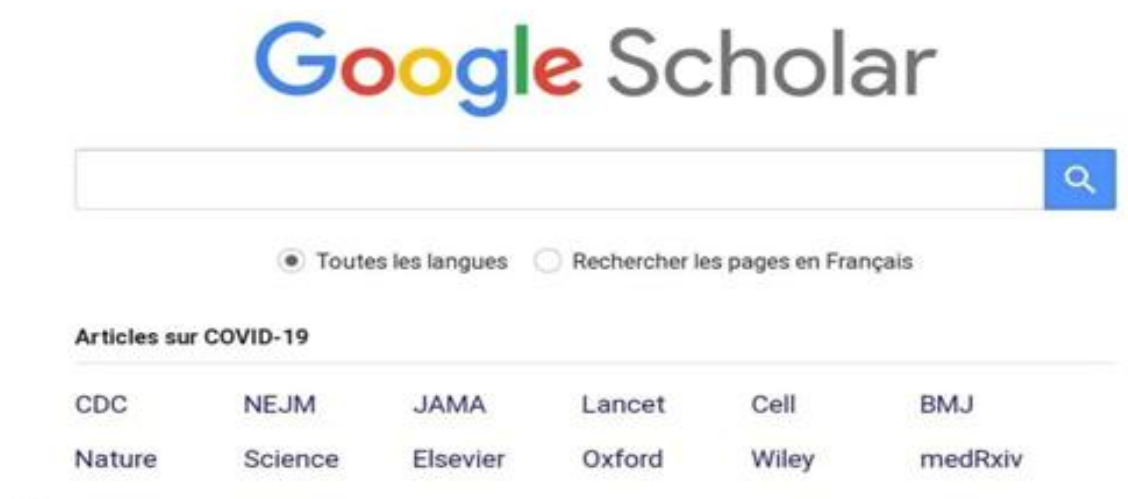 Google Scholar
Toutes les langues Rechercher les pages en Français
Articles sur COVID-19
CDC NEJM JAMA Lancet Cell BMJ
Nature Science Elsevier Oxford Wiley medRxiv